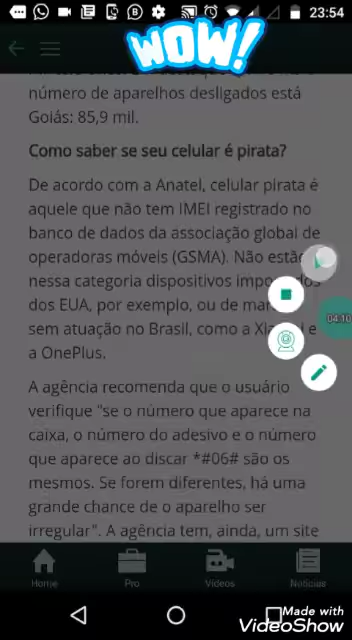 23:54
WOW!
número de aparelhos desligados está
Goiás: 85,9 mil.
Como saber se seu celular é pirata?
De acordo com a Anatel, celular pirata é
aquele que não tem IMEI registrado no
banco de dados da associação global de
operadoras móveis (GSMA). Não estão
nessa categoria dispositivos
dos EUA, por exemplo, ou de
sem atuação no Brasil, como a e
a OnePlus.
04:10
A agência recomenda que o usuário
verifique "se o número que aparece na
caixa, o número do adesivo e o número
que aparece ao discar *#06# são os
mesmos. Se forem diferentes, há uma
grande chance de o aparelho ser
irregular". A agência tem, ainda, um site
Home Pro Vídeos Notícias
Made with
VideoShow